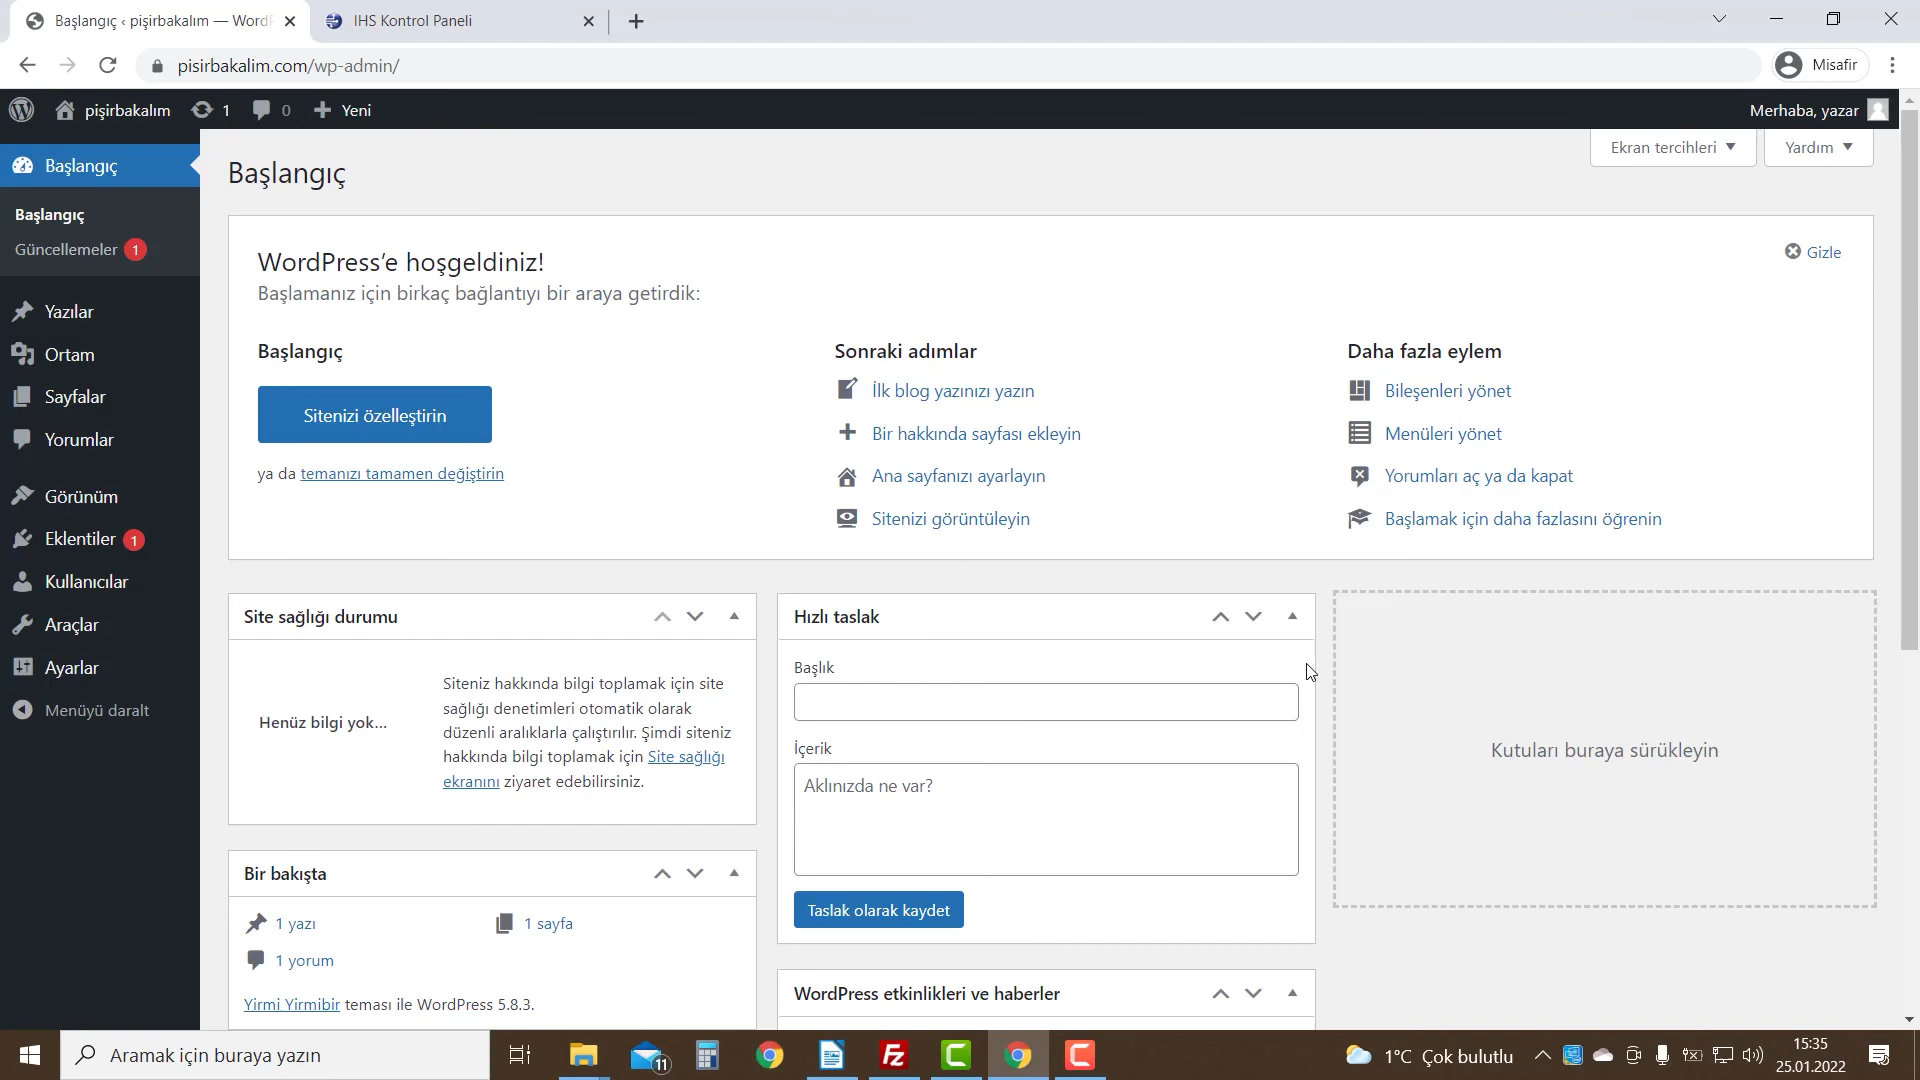 Başlangıç ‹ pişirbakalım — WordP
IHS Kontrol Paneli
pisirbakalim.com/wp-admin/
Misafir
pişirbakalım
1
0
Yeni
Merhaba, yazar
Ekran tercihleri
Yardım
Başlangıç
Başlangıç
Güncellemeler 1
Yazılar
Ortam
Sayfalar
Yorumlar
Görünüm
Eklentiler 1
Kullanıcılar
Araçlar
Ayarlar
Menüyü daralt
Başlangıç
WordPress’e hoşgeldiniz!
Başlamanız için birkaç bağlantıyı bir araya getirdik:
Gizle
Başlangıç
Sitenizi özelleştirin
ya da temanızı tamamen değiştirin
Sonraki adımlar
İlk blog yazınızı yazın
Bir hakkında sayfası ekleyin
Ana sayfanızı ayarlayın
Sitenizi görüntüleyin
Daha fazla eylem
Bileşenleri yönet
Menüleri yönet
Yorumları aç ya da kapat
Başlamak için daha fazlasını öğrenin
Site sağlığı durumu
Henüz bilgi yok...
Siteniz hakkında bilgi toplamak için site
sağlığı denetimleri otomatik olarak
düzenli aralıklarla çalıştırılır. Şimdi siteniz
hakkında bilgi toplamak için Site sağlığı
ekranını ziyaret edebilirsiniz.
Bir bakışta
1 yazı
1 sayfa
1 yorum
Yirmi Yirmibir teması ile WordPress 5.8.3.
Hızlı taslak
Başlık
İçerik
Aklınızda ne var?
Taslak olarak kaydet
WordPress etkinlikleri ve haberler
Kutuları buraya sürükleyin
Aramak için buraya yazın
11
1°C Çok bulutlu
15:35
25.01.2022